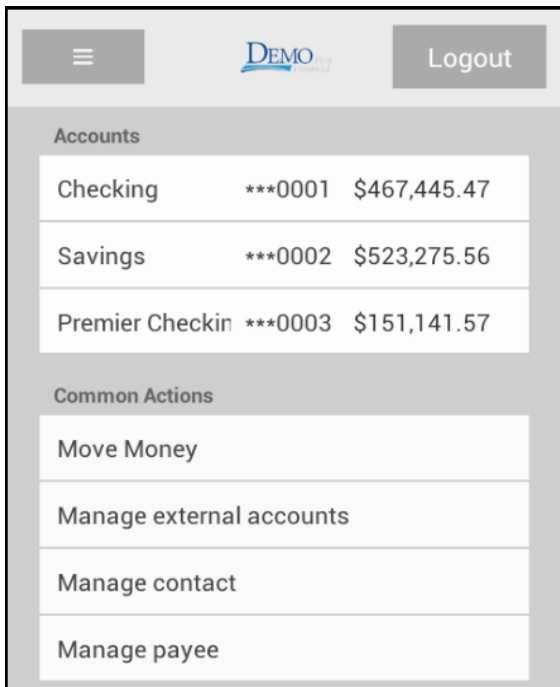 DEMO
Logout
Accounts
Checking ***0001 $467,445.47
Savings ***0002 $523,275.56
Premier Checkin ***0003 $151,141.57
Common Actions
Move Money
Manage external accounts
Manage contact
Manage payee